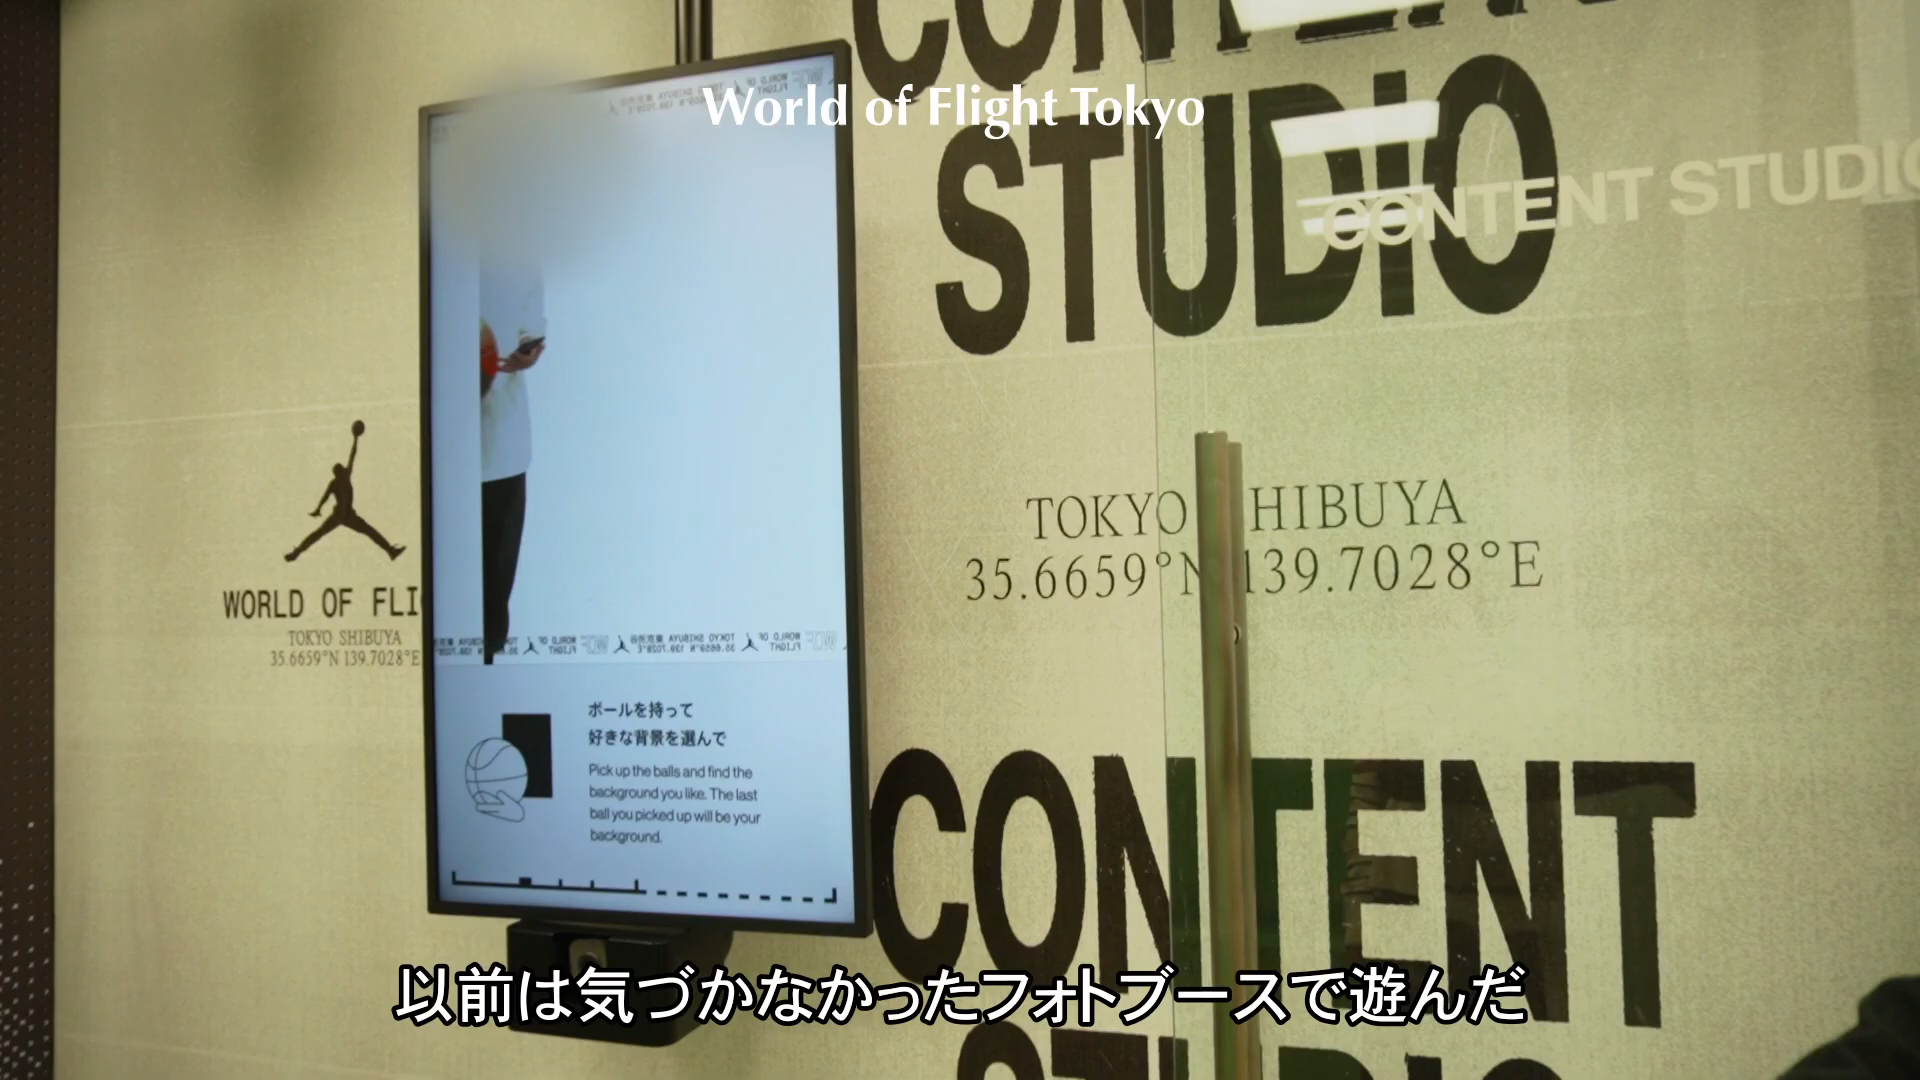 World of Flight Tokyo
CONTENT
STUDIO
CONTENT STUDIO
TOKYO SHIBUYA
35.6659°N 139.7028°E
WORLD OF FLI
TOKYO SHIBUYA
35.6659°N 139.7028°E
ボールを持って
好きな背景を選んで
Pick up the balls and find the
background you like. The last
ball you picked up will be your
background.
CONTENT
STUDIO
以前は気づかなかったフォトブースで遊んだ